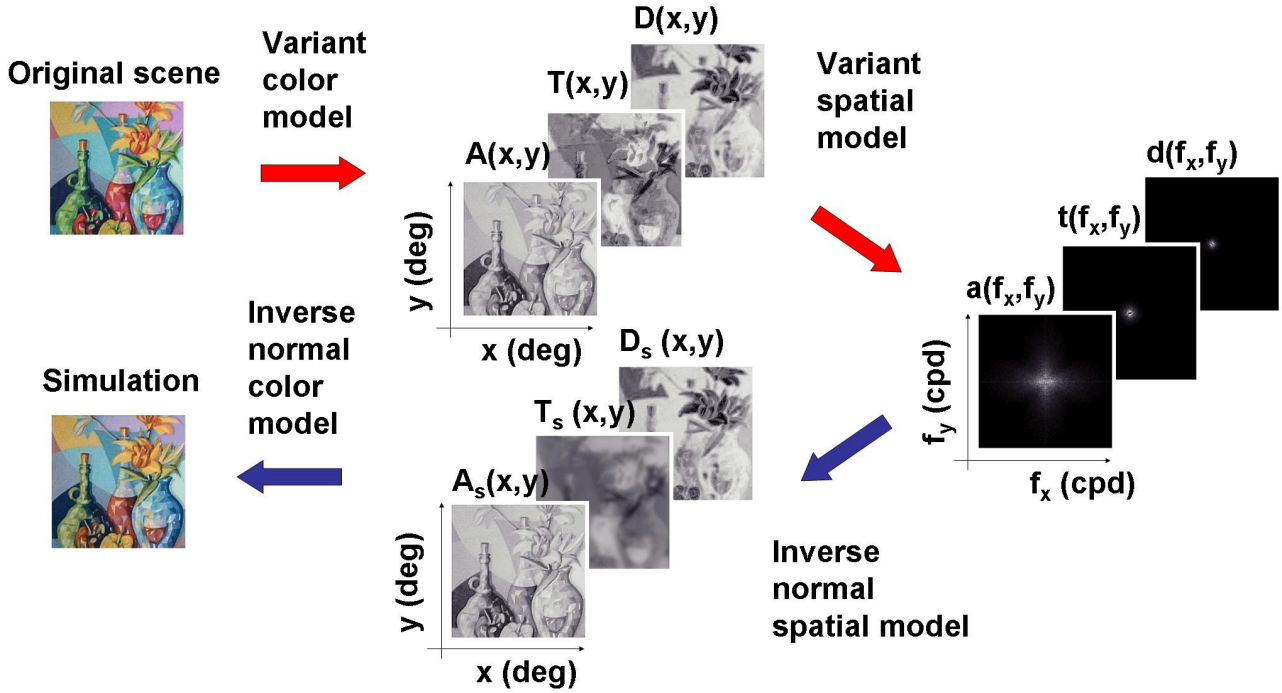 Original scene
Variant
color
model
D(x,y)
T(x,y)
A(x,y)
y (deg)
x (deg)
Variant
spatial
model
d(fx,fy)
t(fx,fy)
a(fx,fy)
fy (cpd)
fx (cpd)
Inverse
normal
spatial model
Ds (x,y)
Ts (x,y)
As(x,y)
y (deg)
x (deg)
Inverse
normal
color
model
Simulation